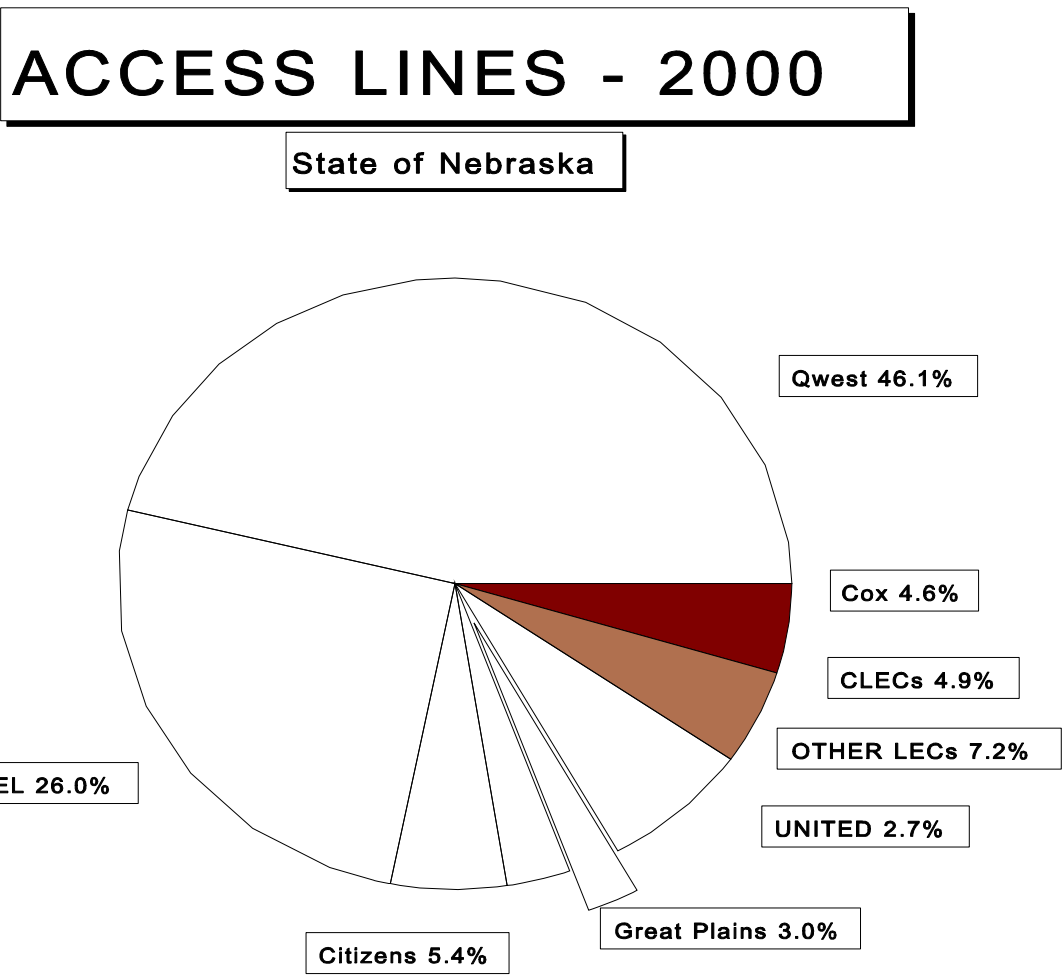 ACCESS LINES - 2000
State of Nebraska
Qwest 46.1%
Cox 4.6%
CLECs 4.9%
OTHER LECs 7.2%
EL 26.0%
UNITED 2.7%
Great Plains 3.0%
Citizens 5.4%